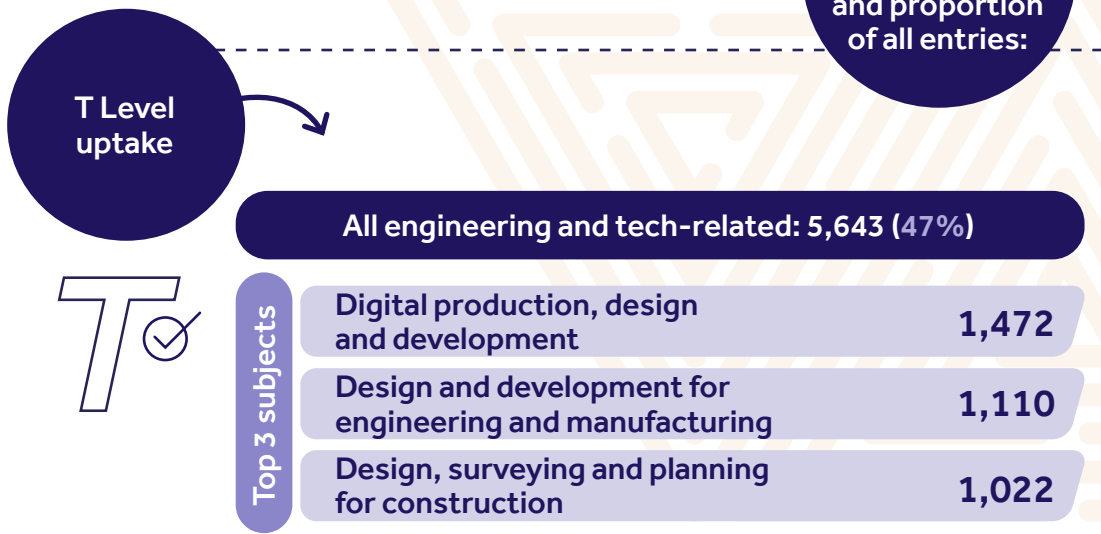 and proportion
of all entries:
T Level
uptake
All engineering and tech-related: 5,643 (47%)
Top 3 subjects
Digital production, design
and development
1,472
Design and development for
engineering and manufacturing
1,110
Design, surveying and planning
for construction
1,022
T